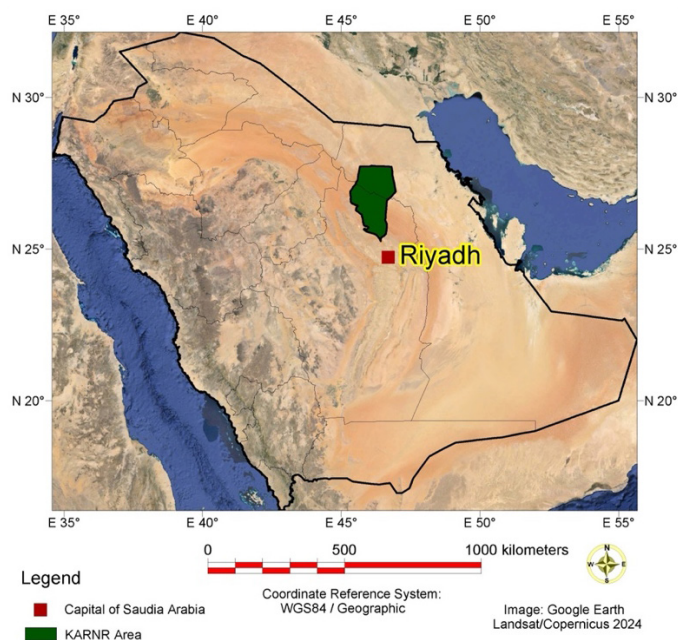 E 35° E 40° E 45° E 50° E 55°
N 30° N 30°
N 25° N 25°
Riyadh
N 20° N 20°
E 35° E 40° E 45° E 50° E 55°
0 500 1000 kilometers
N
W E
S
Legend
Coordinate Reference System:
WGS84 / Geographic
Capital of Saudia Arabia
Image: Google Earth
Landsat/Copernicus 2024
KARNR Area